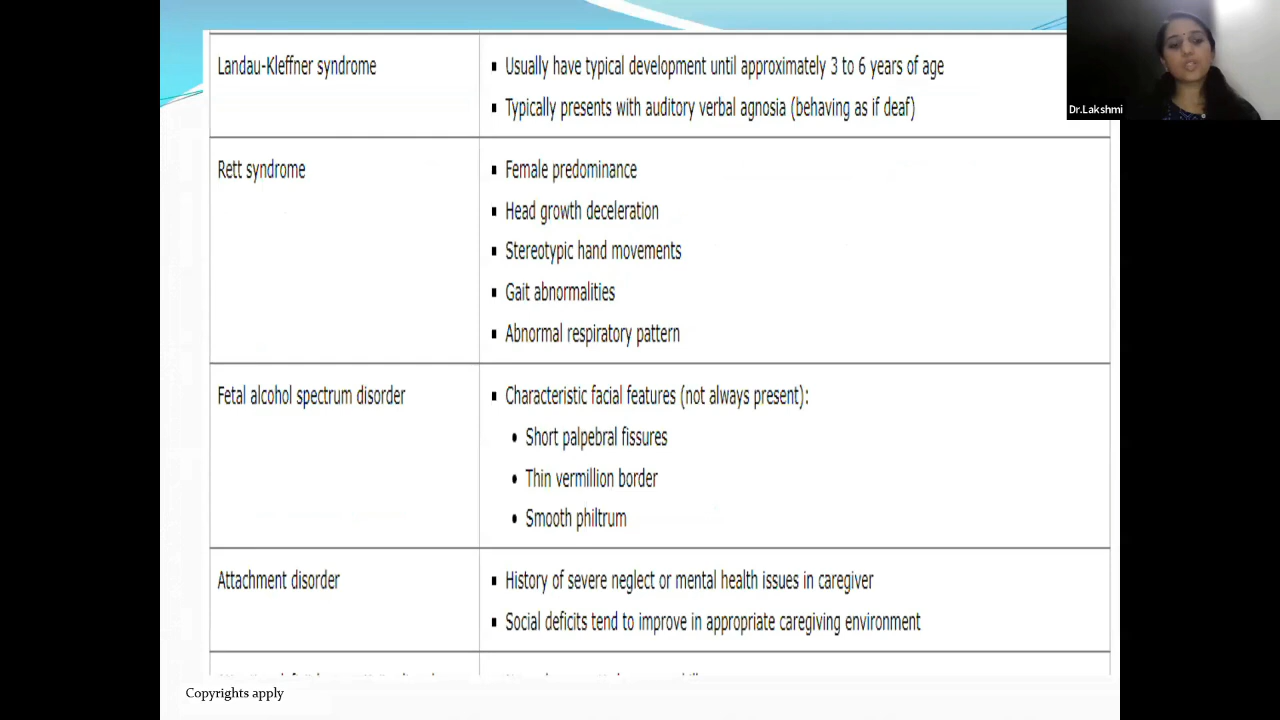 Dr.Lakshmi
Landau-Kleffner syndrome
▪ Usually have typical development until approximately 3 to 6 years of age
▪ Typically presents with auditory verbal agnosia (behaving as if deaf)
Rett syndrome
▪ Female predominance
▪ Head growth deceleration
▪ Stereotypic hand movements
▪ Gait abnormalities
▪ Abnormal respiratory pattern
Fetal alcohol spectrum disorder
▪ Characteristic facial features (not always present):
• Short palpebral fissures
• Thin vermillion border
• Smooth philtrum
Attachment disorder
▪ History of severe neglect or mental health issues in caregiver
▪ Social deficits tend to improve in appropriate caregiving environment
Copyrights apply